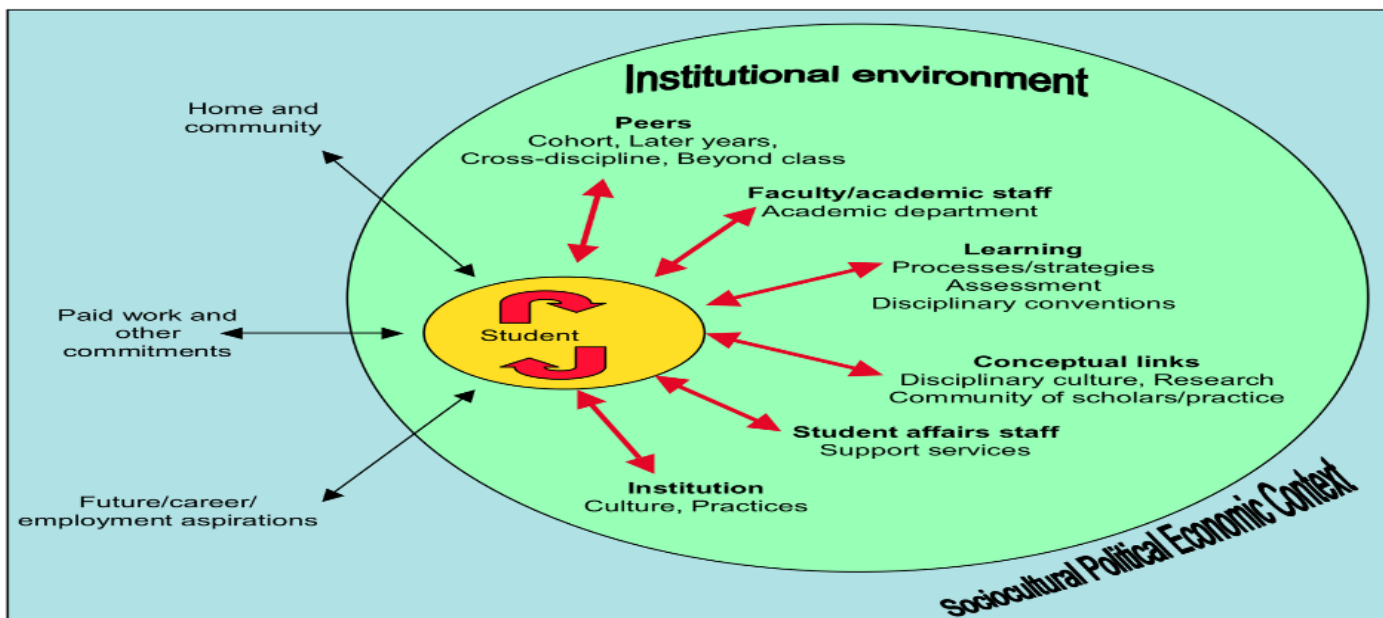 Institutional environment
Home and
community
Peers
Cohort, Later years,
Cross-discipline, Beyond class
Faculty/academic staff
Academic department
Learning
Processes/strategies
Assessment
Disciplinary conventions
Paid work and
other
commitments
Student
Conceptual links
Disciplinary culture, Research
Community of scholars/practice
Student affairs staff
Support services
Institution
Culture, Practices
Future/career/
employment aspirations
Sociocultural Political Economic Context